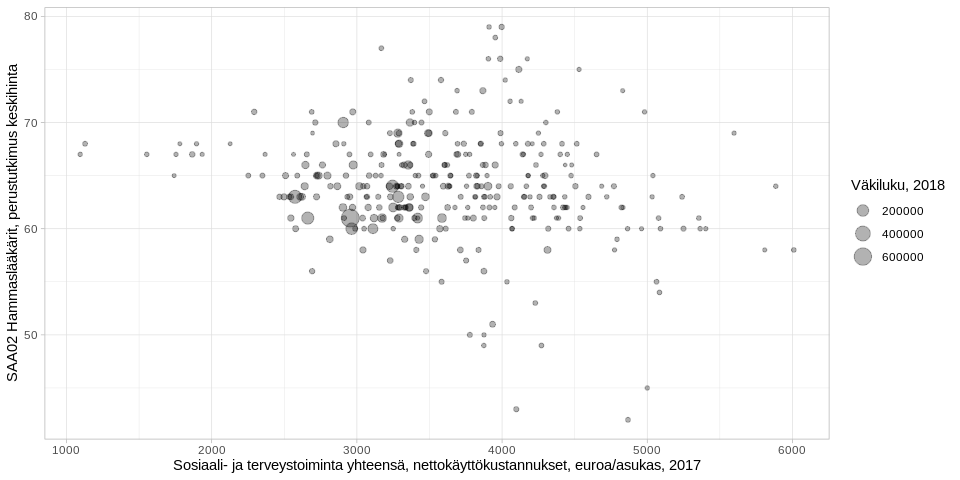 80
70
60
50
SAA02 Hammaslääkärit, perustutkimus keskihinta
1000 2000 3000 4000 5000 6000
Sosiaali- ja terveystoiminta yhteensä, nettokäyttökustannukset, euroa/asukas, 2017
Väkiluku, 2018
200000
400000
600000